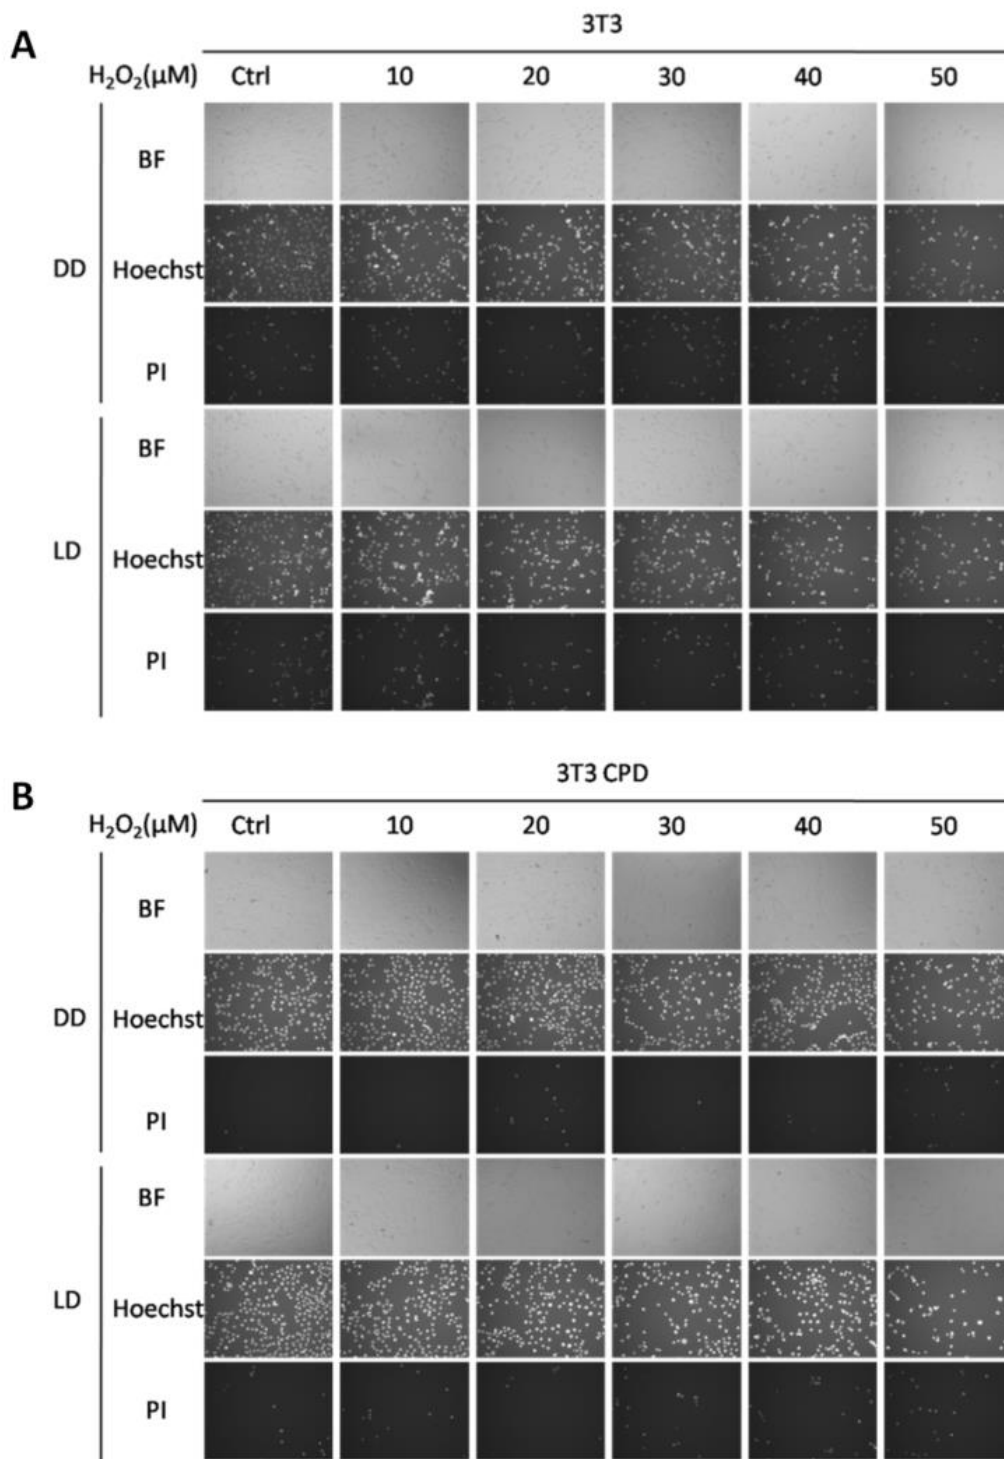 A
3T3
H₂O₂(μM) Ctrl 10 20 30 40 50
BF
DD Hoechst
PI
BF
LD Hoechst
PI
B
3T3 CPD
H₂O₂(μM) Ctrl 10 20 30 40 50
BF
DD Hoechst
PI
BF
LD Hoechst
PI